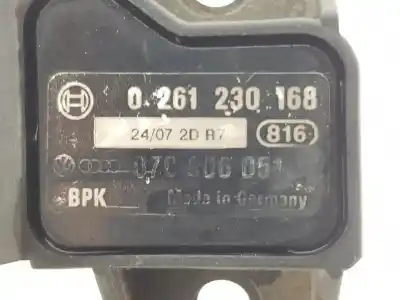 0 261 230 168
24/07 2D R7 816
BPK Made in Germany